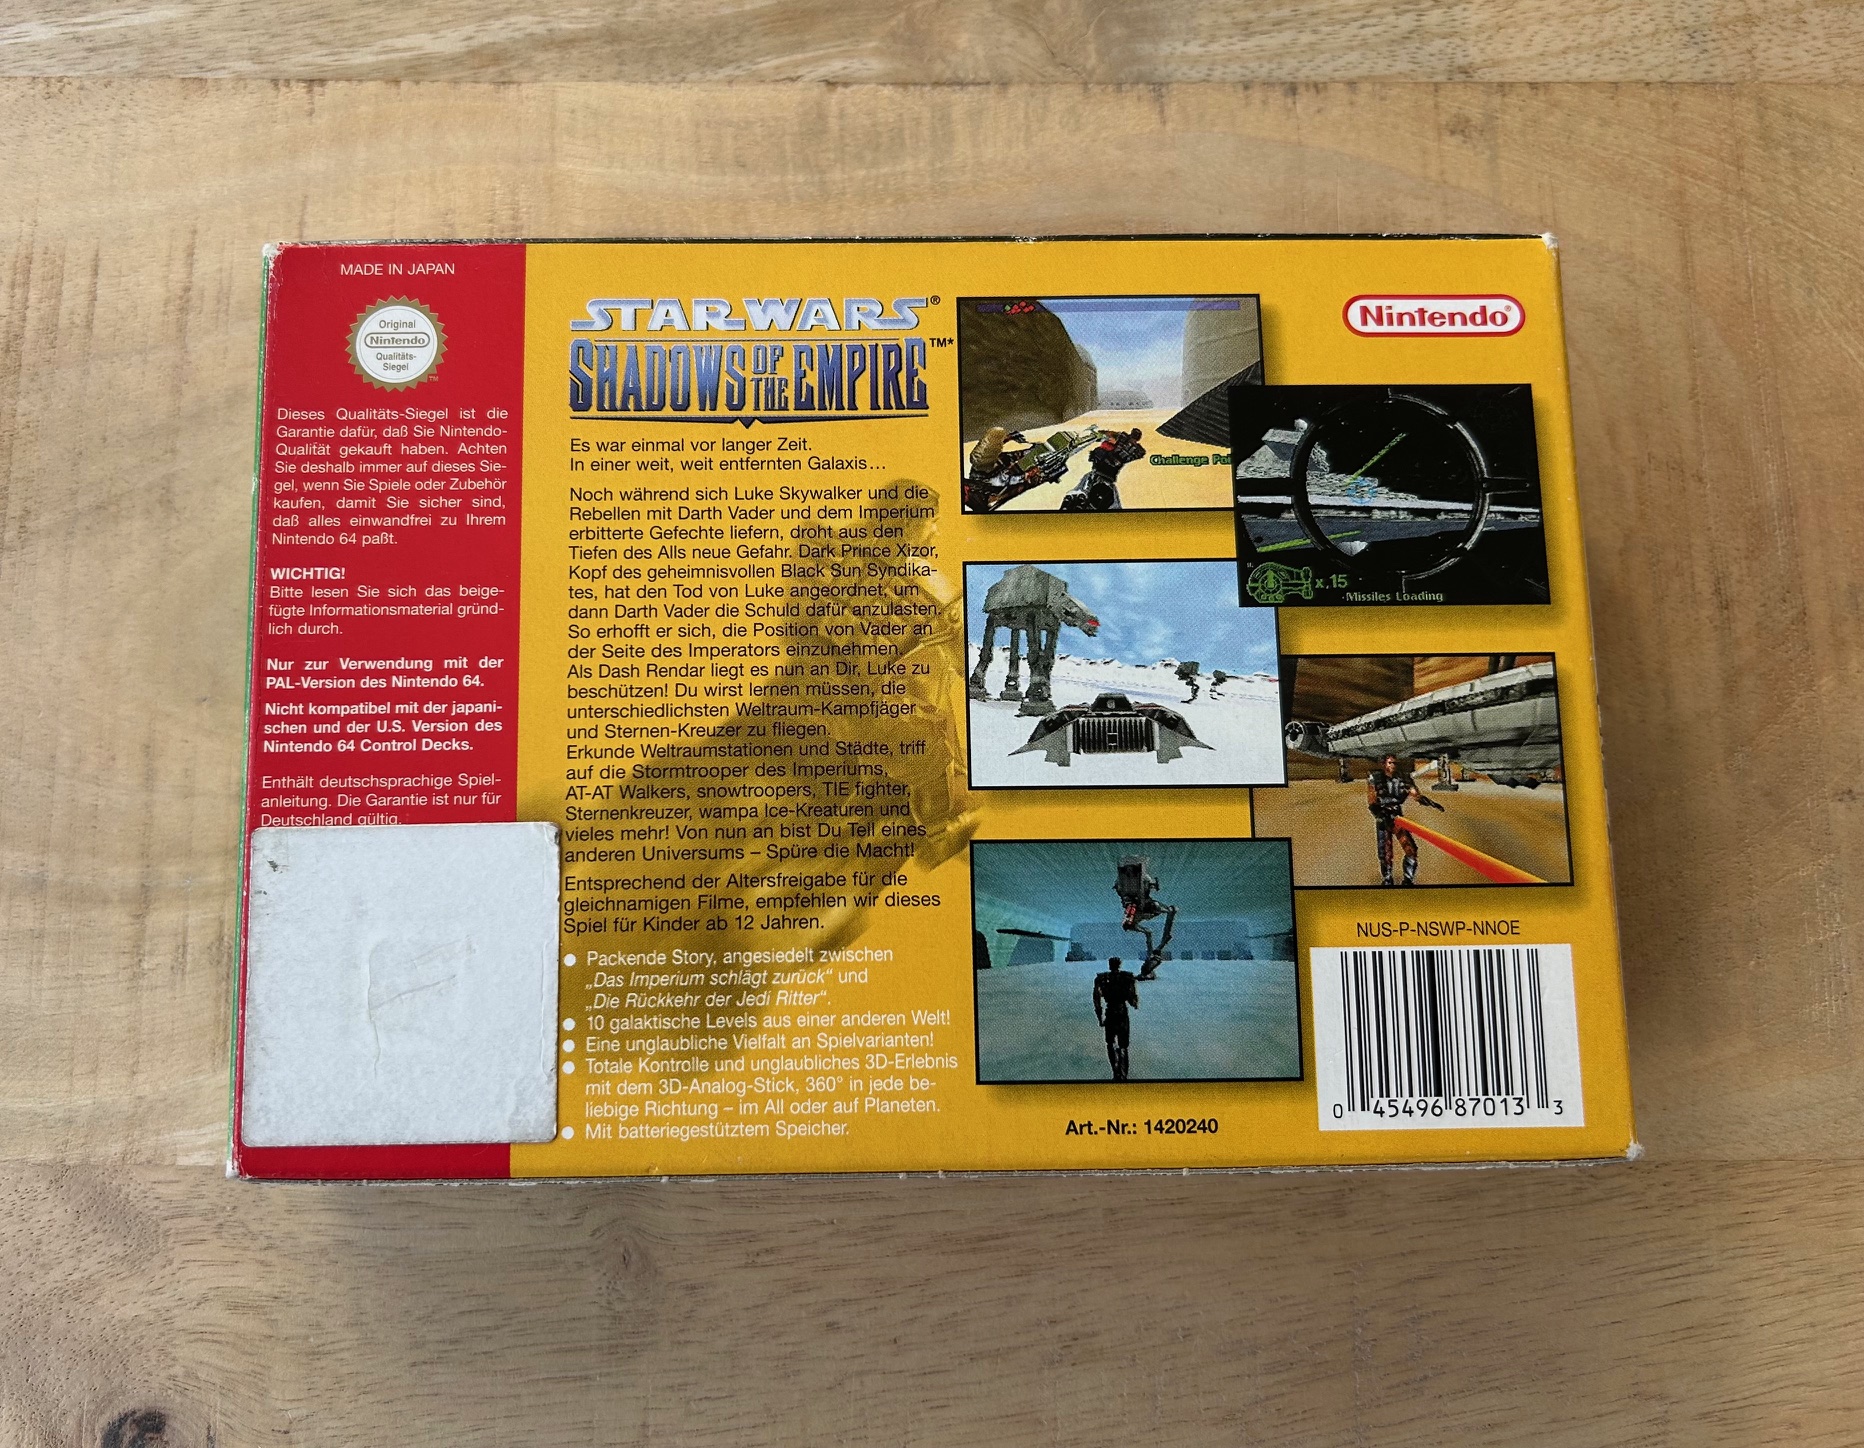 MADE IN JAPAN
Original
Nintendo
Qualitäts-
Siegel
TM
Dieses Qualitäts-Siegel ist die
Garantie dafür, daß Sie Nintendo-
Qualität gekauft haben. Achten
Sie deshalb immer auf dieses Sie-
gel, wenn Sie Spiele oder Zubehör
kaufen, damit Sie sicher sind,
daß alles einwandfrei zu Ihrem
Nintendo 64 paßt.
WICHTIG!
Bitte lesen Sie sich das beige-
fügte Informationsmaterial gründ-
lich durch.
Nur zur Verwendung mit der
PAL-Version des Nintendo 64.
Nicht kompatibel mit der japani-
schen und der U.S. Version des
Nintendo 64 Control Decks.
Enthält deutschsprachige Spiel-
anleitung. Die Garantie ist nur für
Deutschland gültig.
STAR WARS®
SHADOWS OF THE EMPIRE™*
Es war einmal vor langer Zeit.
In einer weit, weit entfernten Galaxis...
Noch während sich Luke Skywalker und die
Rebellen mit Darth Vader und dem Imperium
erbitterte Gefechte liefern, droht aus den
Tiefen des Alls neue Gefahr. Dark Prince Xizor,
Kopf des geheimnisvollen Black Sun Syndika-
tes, hat den Tod von Luke angeordnet, um
dann Darth Vader die Schuld dafür anzulasten.
So erhofft er sich, die Position von Vader an
der Seite des Imperators einzunehmen.
Als Dash Rendar liegt es nun an Dir, Luke zu
beschützen! Du wirst lernen müssen, die
unterschiedlichsten Weltraum-Kampfjäger
und Sternen-Kreuzer zu fliegen.
Erkunde Weltraumstationen und Städte, triff
auf die Stormtrooper des Imperiums,
AT-AT Walkers, snowtroopers, TIE fighter,
Sternenkreuzer, wampa Ice-Kreaturen und
vieles mehr! Von nun an bist Du Teil eines
anderen Universums – Spüre die Macht!
Entsprechend der Altersfreigabe für die
gleichnamigen Filme, empfehlen wir dieses
Spiel für Kinder ab 12 Jahren.
● Packende Story, angesiedelt zwischen
„Das Imperium schlägt zurück“ und
„Die Rückkehr der Jedi Ritter“.
● 10 galaktische Levels aus einer anderen Welt!
● Eine unglaubliche Vielfalt an Spielvarianten!
● Totale Kontrolle und unglaubliches 3D-Erlebnis
mit dem 3D-Analog-Stick, 360° in jede be-
liebige Richtung – im All oder auf Planeten.
● Mit batteriegestütztem Speicher.
Challenge Poi
Nintendo®
x.15
Missiles Loading
Art.-Nr.: 1420240
NUS-P-NSWP-NNOE
0 45496 87013 3